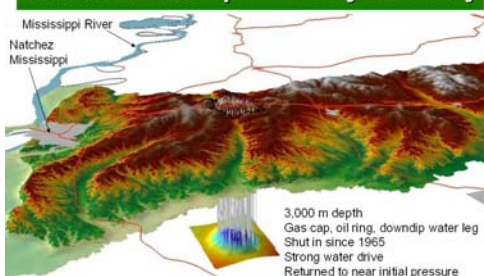 Mississippi River
Natchez
Mississippi
3,000 m depth
Gas cap, oil ring, downdip water leg
Shut in since 1965
Strong water drive
Returned to near initial pressure